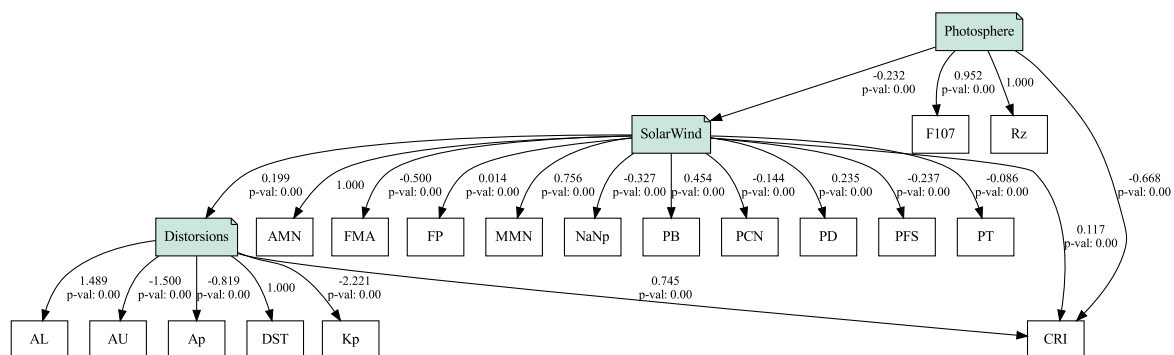 Photosphere
-0.232
p-val: 0.00
0.952
p-val: 0.00
1.000
SolarWind
F107
Rz
0.199
p-val: 0.00
1.000
-0.500
p-val: 0.00
0.014
p-val: 0.00
0.756
p-val: 0.00
-0.327
p-val: 0.00
0.454
p-val: 0.00
-0.144
p-val: 0.00
0.235
p-val: 0.00
-0.237
p-val: 0.00
-0.086
p-val: 0.00
-0.668
p-val: 0.00
Distorsions
AMN
FMA
FP
MMN
NaNp
PB
PCN
PD
PFS
PT
0.117
p-val: 0.00
1.489
p-val: 0.00
-1.500
p-val: 0.00
-0.819
p-val: 0.00
1.000
-2.221
p-val: 0.00
0.745
p-val: 0.00
AL
AU
Ap
DST
Kp
CRI